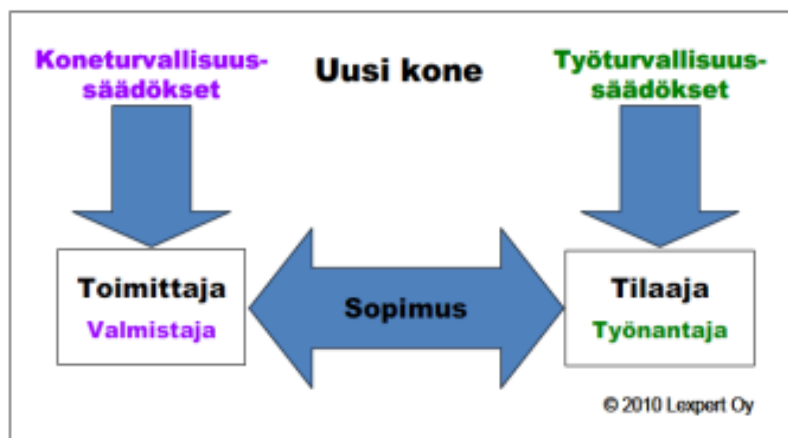 Koneturvallisuus-
säädökset
Uusi kone
Työturvallisuus-
säädökset
Toimittaja
Valmistaja
Sopimus
Tilaaja
Työnantaja
© 2010 Lexpert Oy